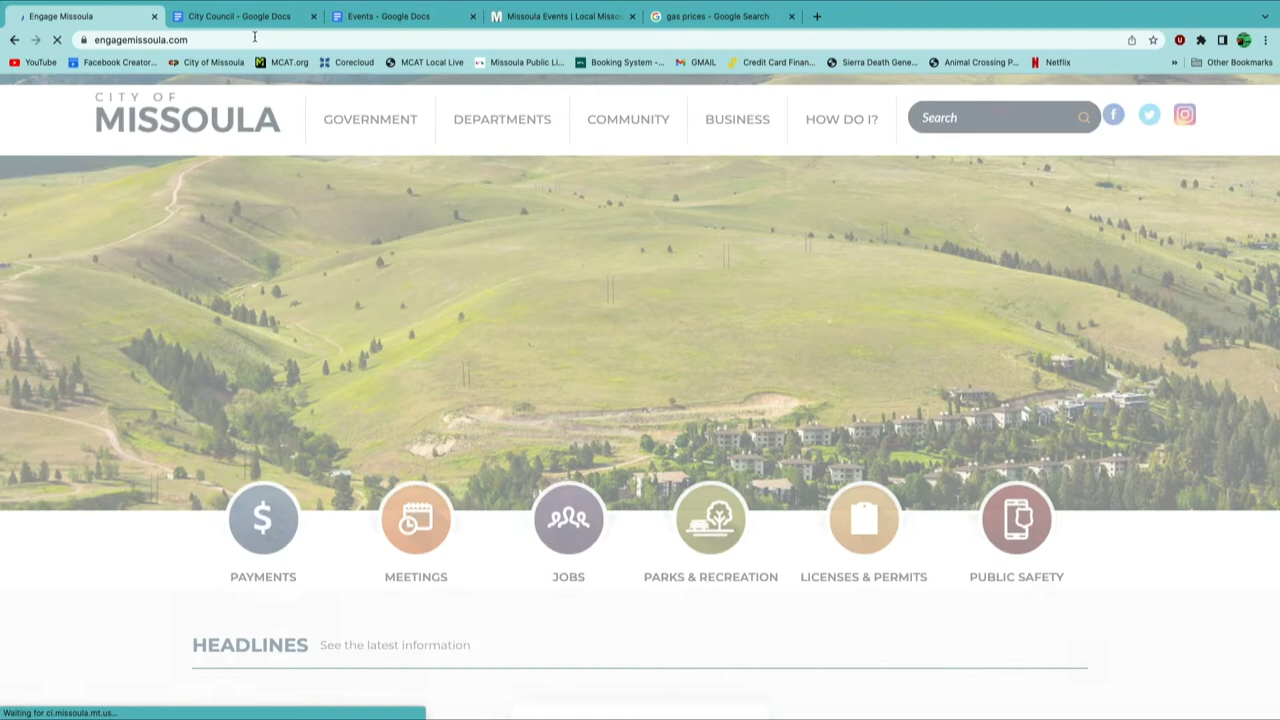 Engage Missoula
City Council - Google Docs
Events - Google Docs
Missoula Events | Local Misso
gas prices - Google Search
engagemissoula.com
YouTube
Facebook Creator...
City of Missoula
MCAT.org
Corecloud
MCAT Local Live
Missoula Public Li...
Booking System -...
GMAIL
Credit Card Finan...
Sierra Death Gene...
Animal Crossing P...
Netflix
»
Other Bookmarks
CITY OF
MISSOULA
GOVERNMENT
DEPARTMENTS
COMMUNITY
BUSINESS
HOW DO I?
Search
PAYMENTS
MEETINGS
JOBS
PARKS & RECREATION
LICENSES & PERMITS
PUBLIC SAFETY
HEADLINES See the latest information
Waiting for ci.missoula.mt.us...